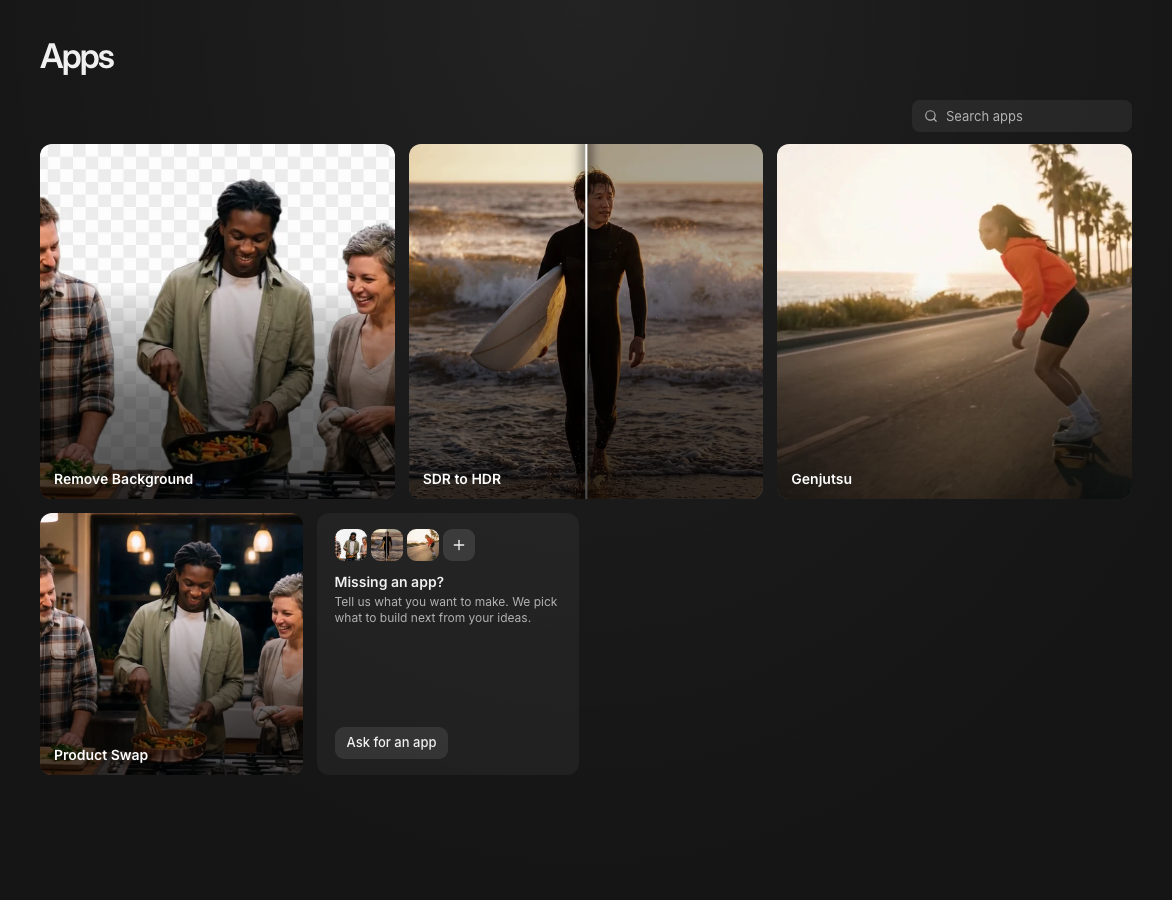 Apps
Search apps
Remove Background
SDR to HDR
Genjutsu
Product Swap
Missing an app?
Tell us what you want to make. We pick
what to build next from your ideas.
Ask for an app